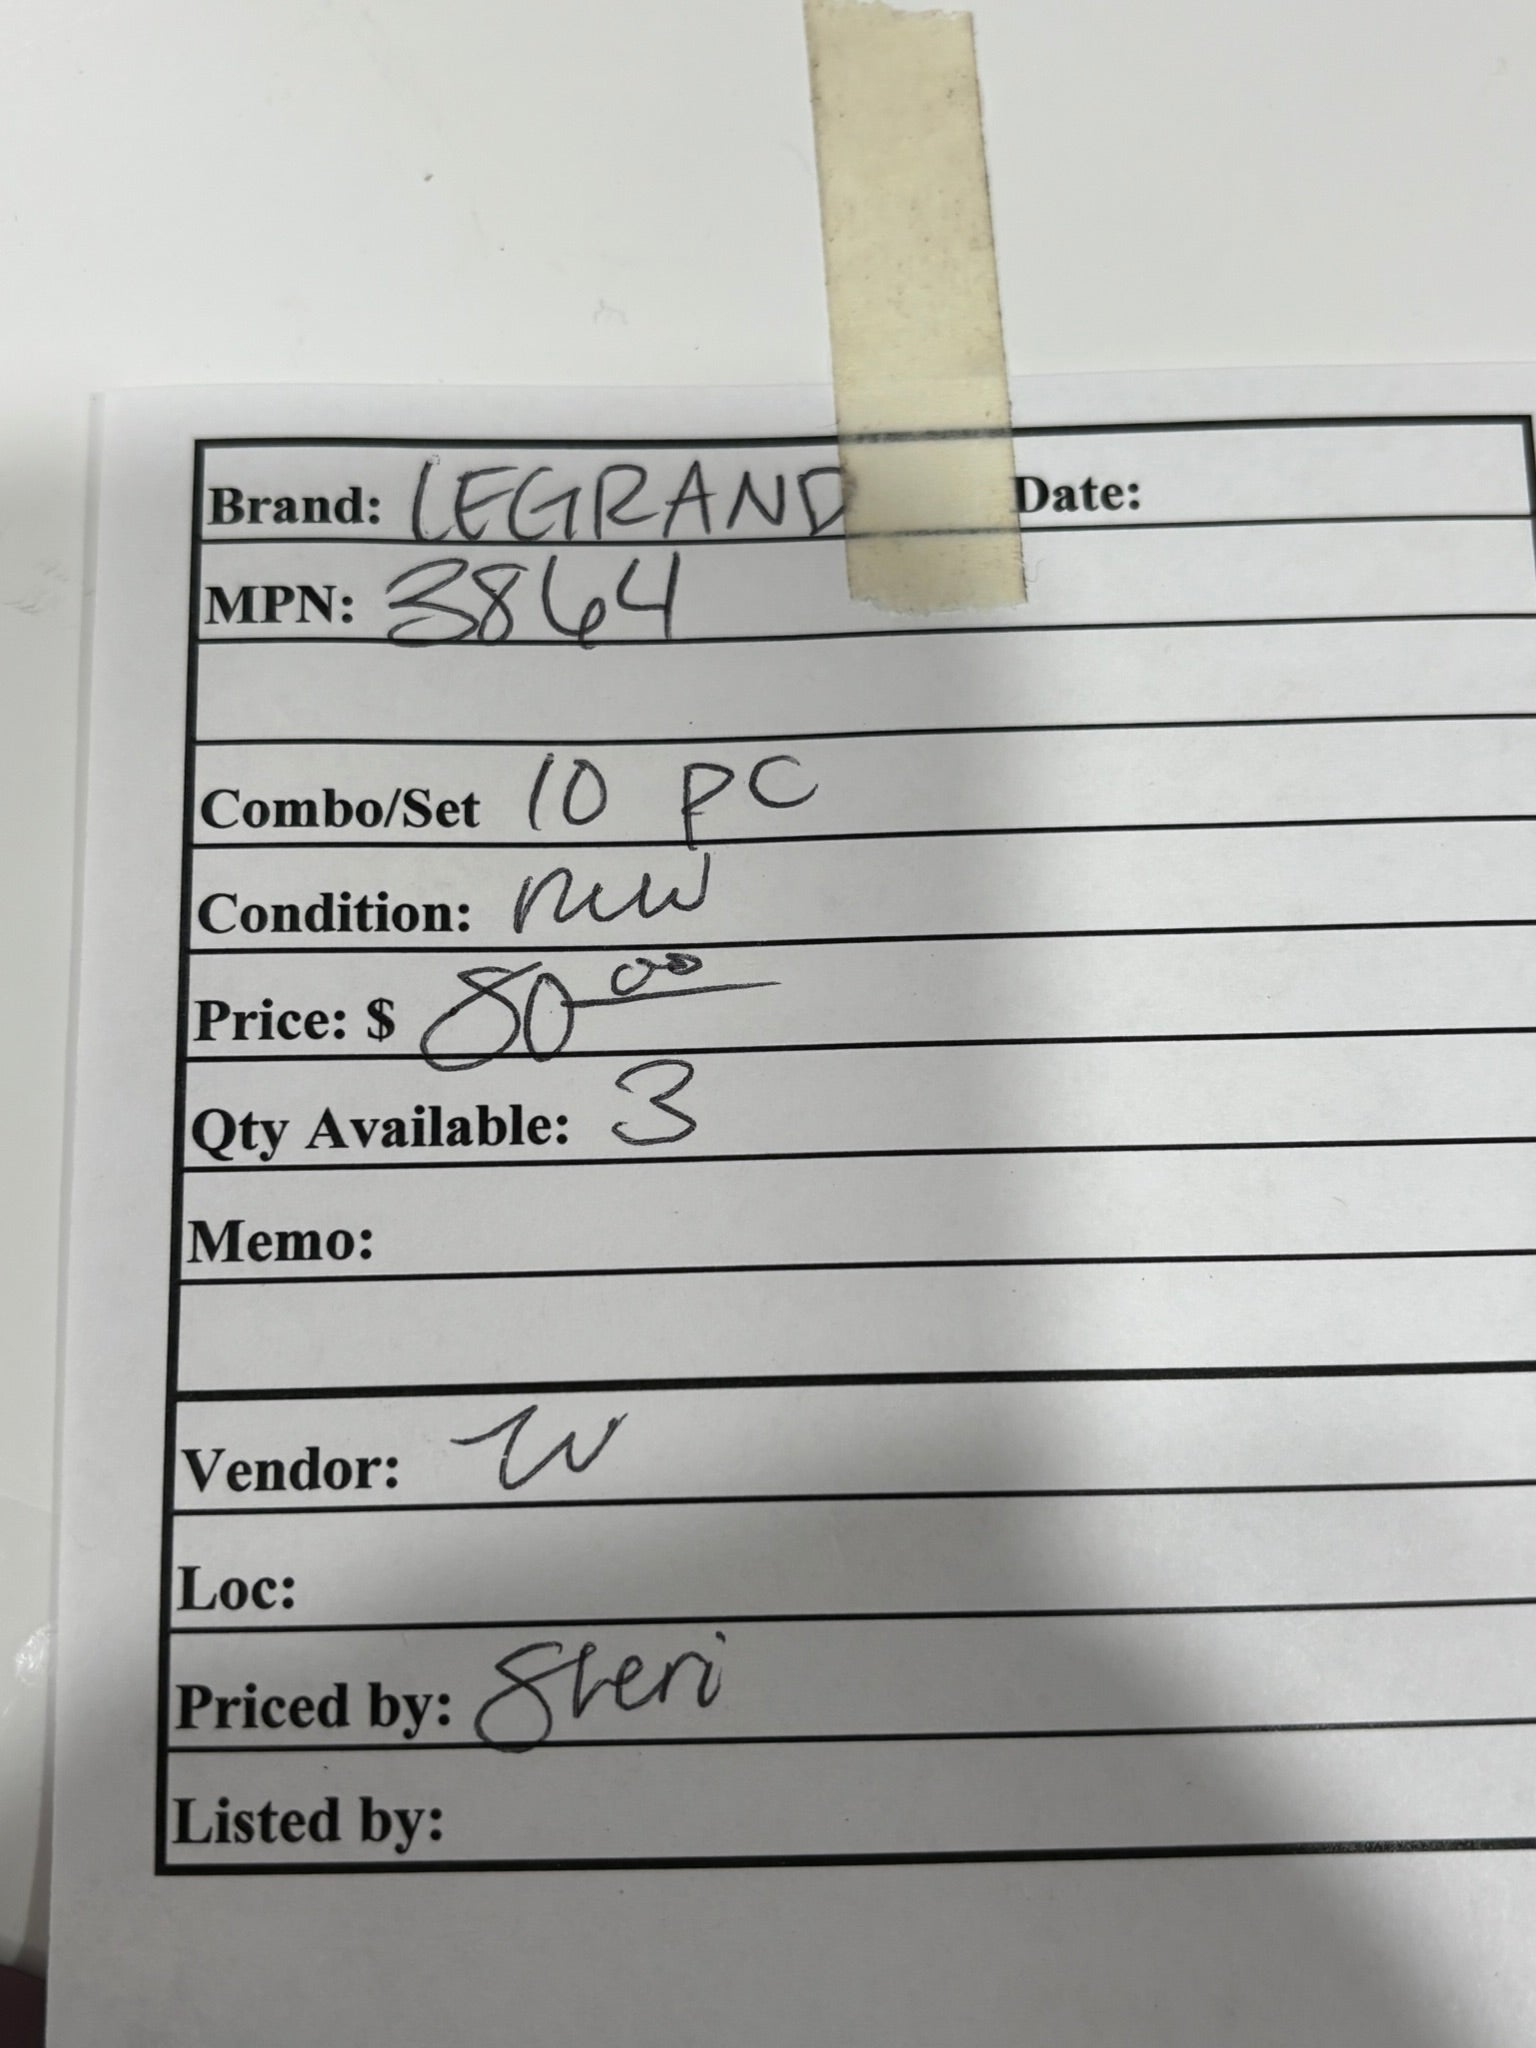 Brand: LEGRAND Date:
MPN: 3864
Combo/Set 10 PC
Condition: new
Price: $ 80.00
Qty Available: 3
Memo:
Vendor:
Loc:
Priced by: Sheri
Listed by: